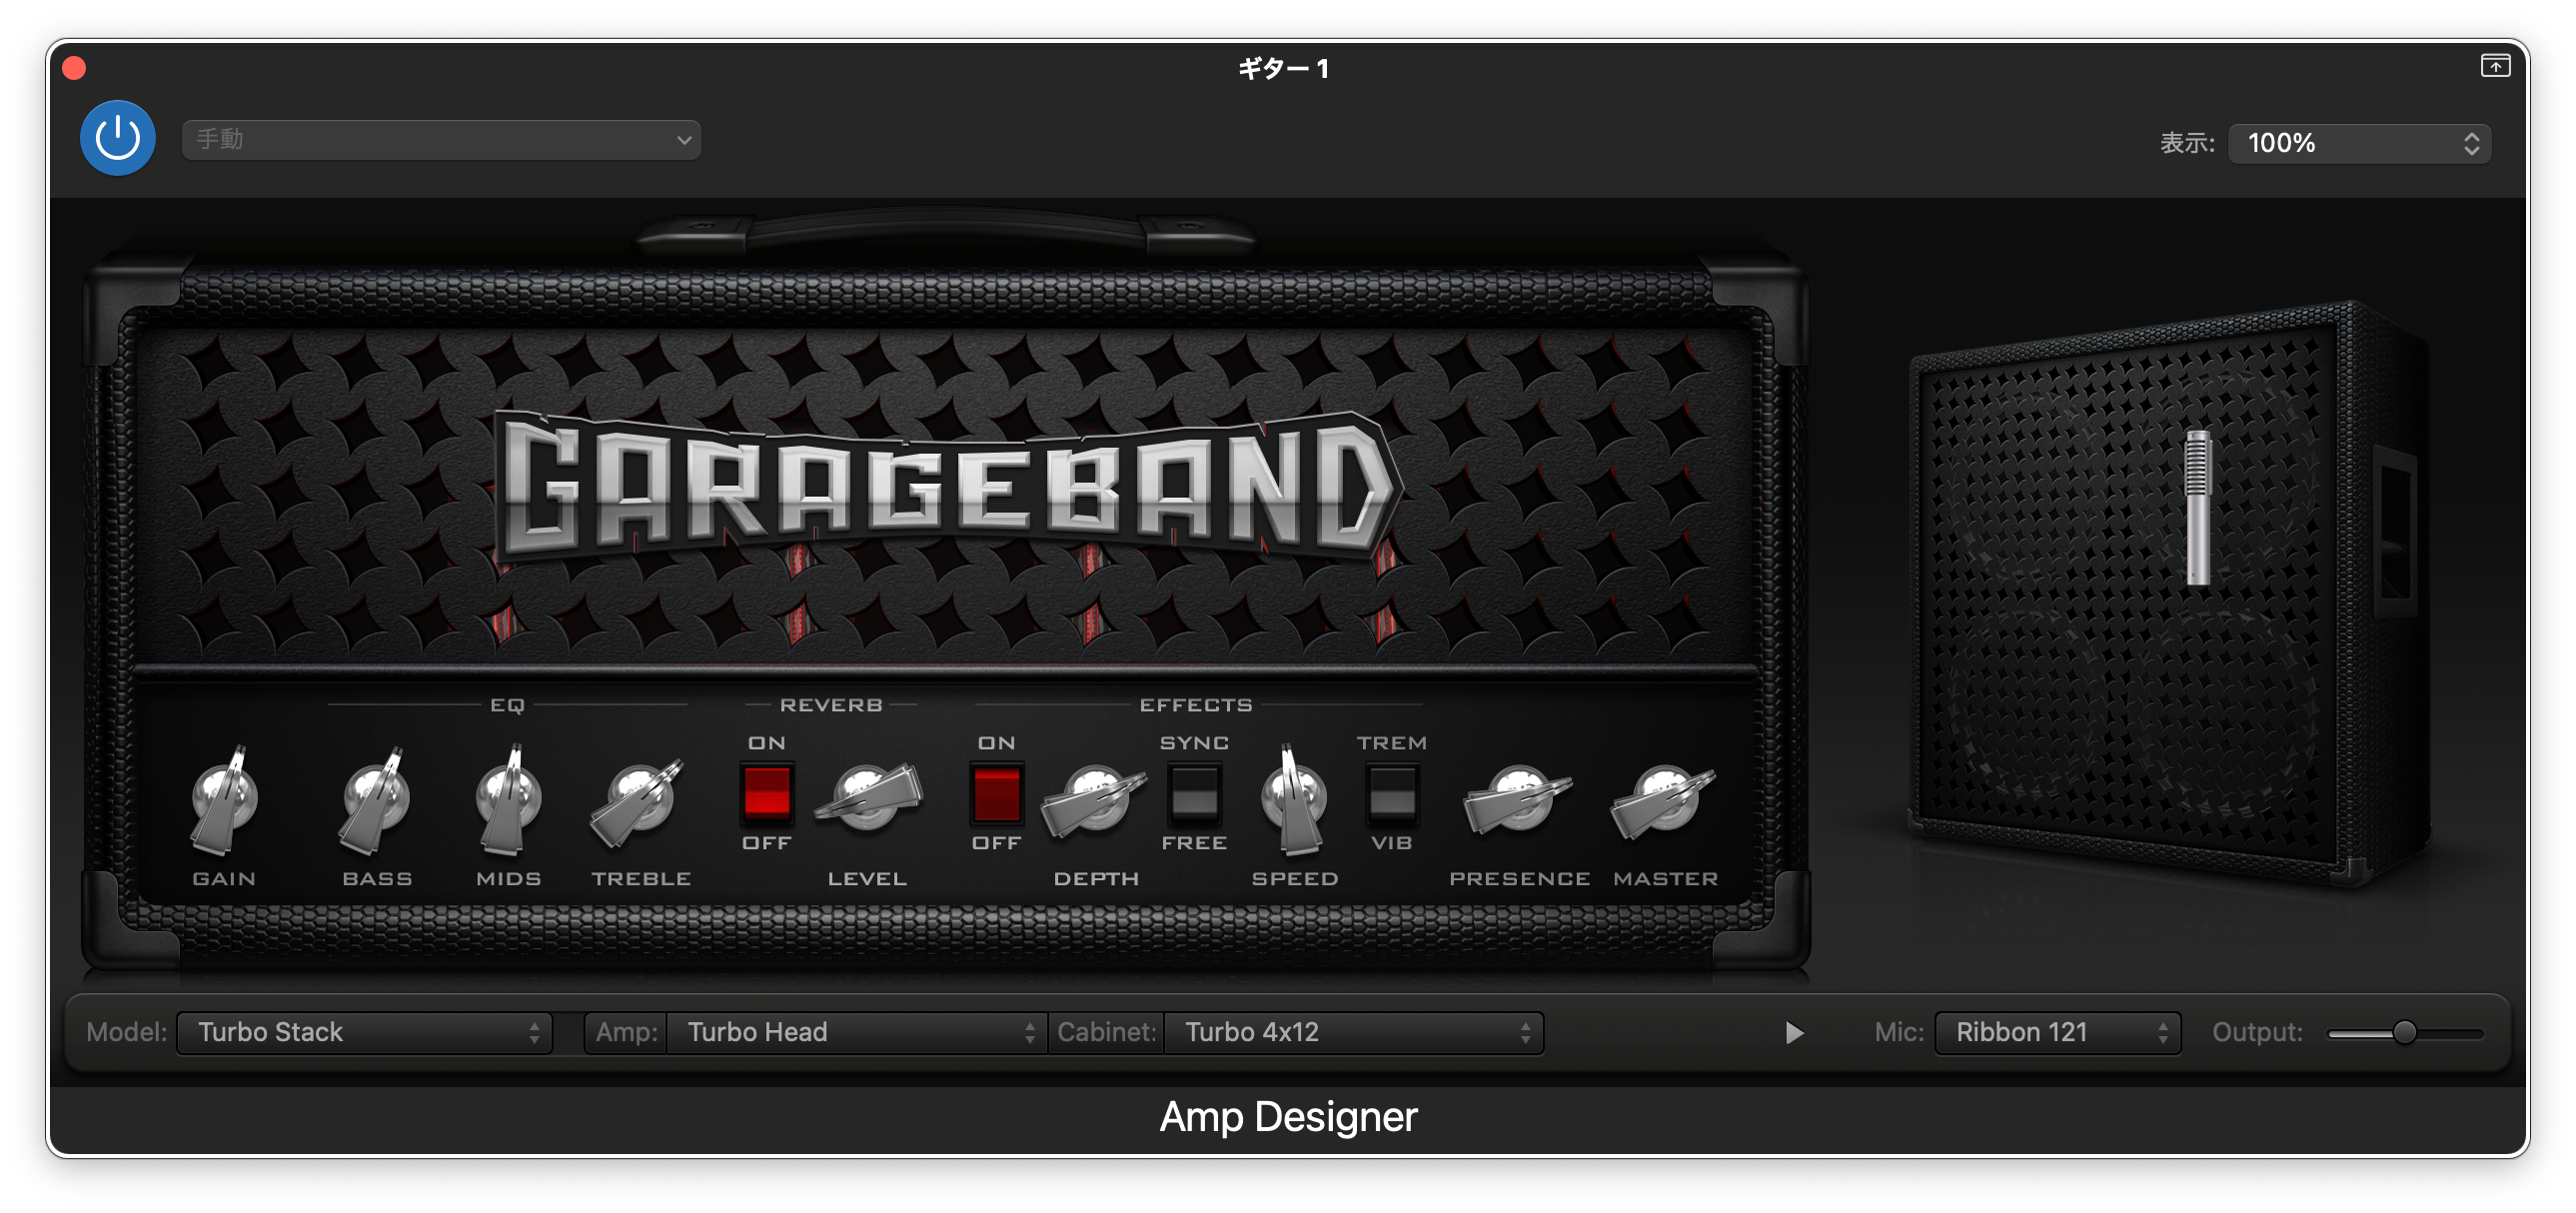 ギター 1
手動
表示: 100%
GARAGEBAND
EQ REVERB EFFECTS
ON ON SYNC TREM
OFF OFF FREE VIB
GAIN BASS MIDS TREBLE LEVEL DEPTH SPEED PRESENCE MASTER
Model: Turbo Stack Amp: Turbo Head Cabinet: Turbo 4x12 Mic: Ribbon 121 Output:
Amp Designer